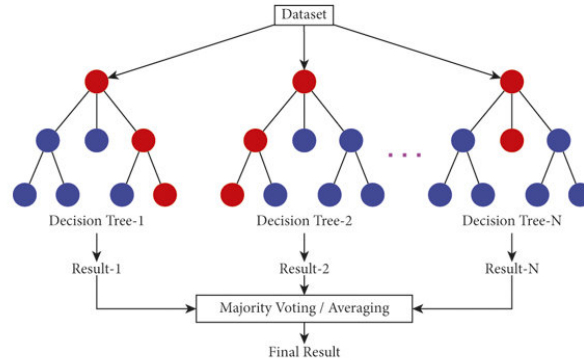 Dataset
Decision Tree-1
Decision Tree-2
Decision Tree-N
Result-1
Result-2
Result-N
Majority Voting / Averaging
Final Result